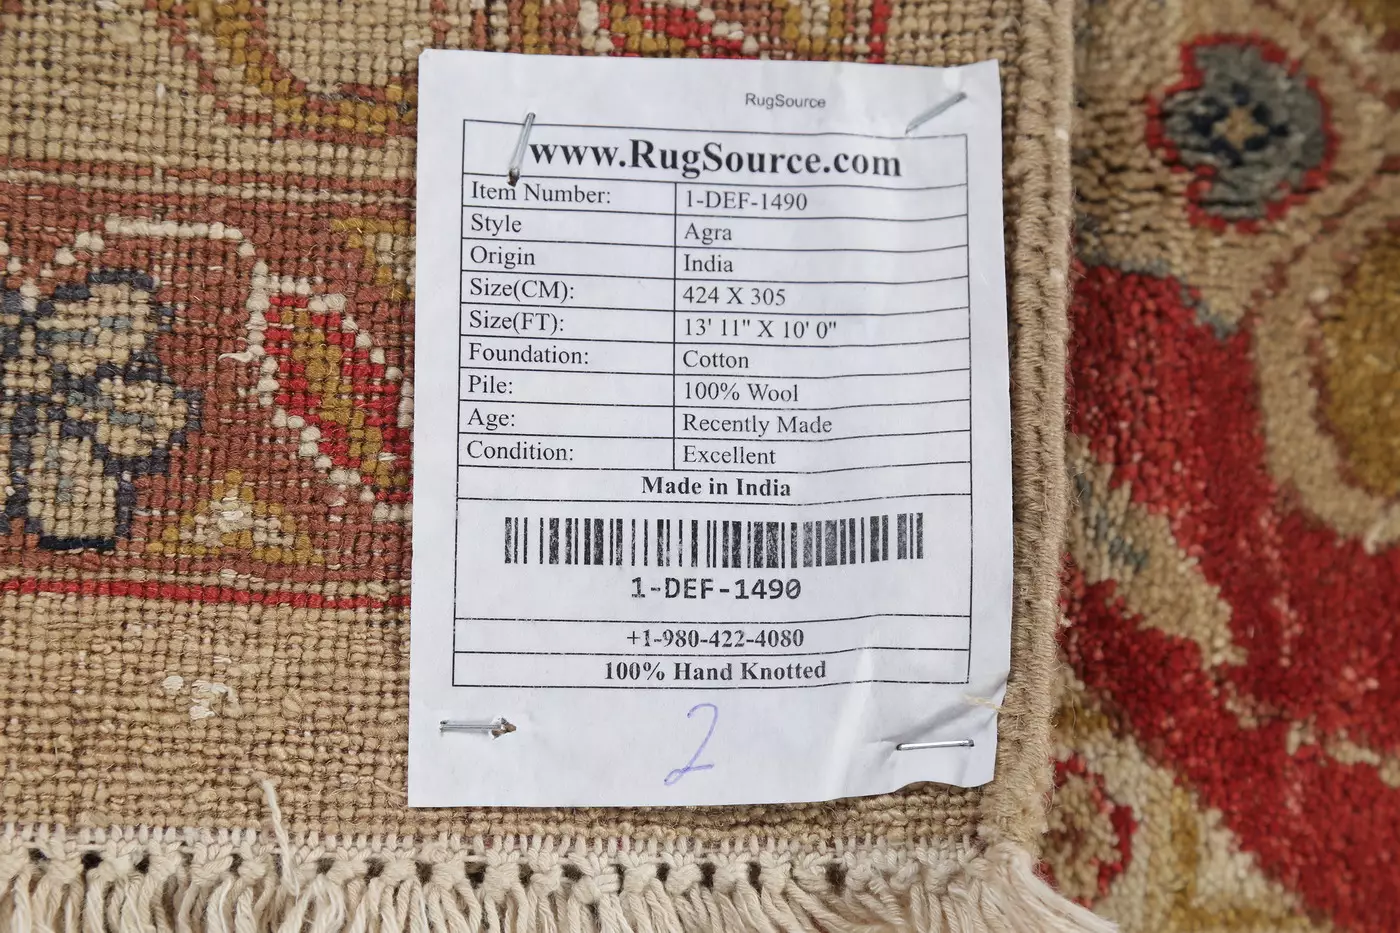 RugSource
www.RugSource.com
Item Number: 1-DEF-1490
Style Agra
Origin India
Size(CM): 424 X 305
Size(FT): 13' 11" X 10' 0"
Foundation: Cotton
Pile: 100% Wool
Age: Recently Made
Condition: Excellent
Made in India
1-DEF-1490
+1-980-422-4080
100% Hand Knotted
2